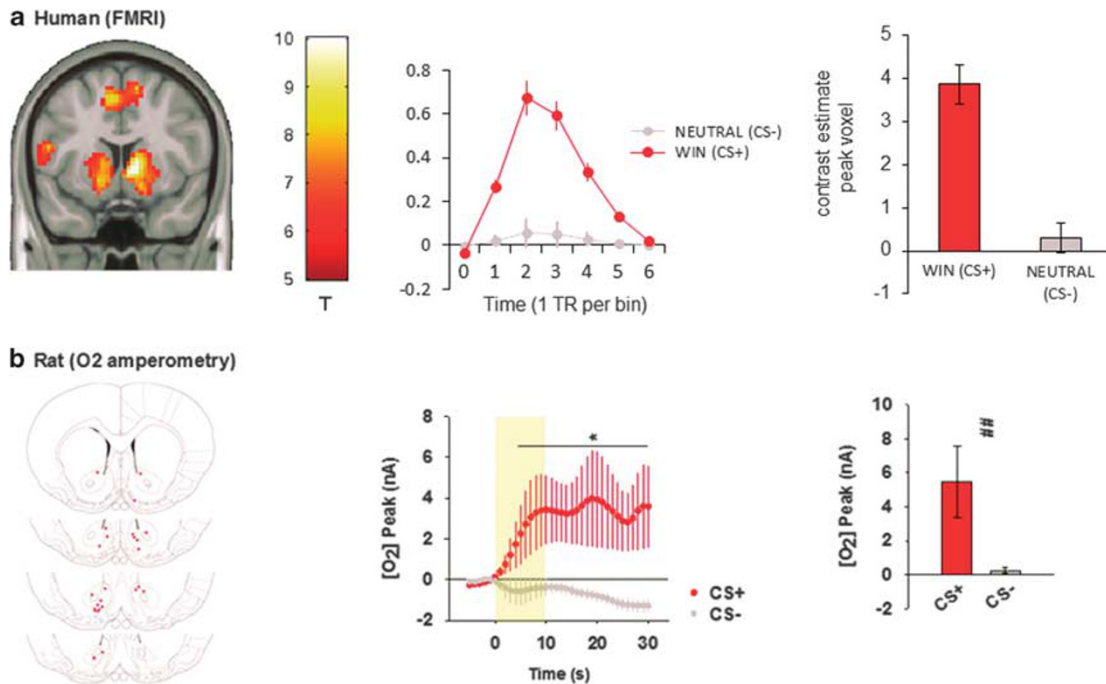 a Human (FMRI)
10
9
8
7
6
5
T
0.8
0.6
0.4
0.2
0
-0.2
0 1 2 3 4 5 6
Time (1 TR per bin)
NEUTRAL (CS-)
WIN (CS+)
contrast estimate
peak voxel
5
4
3
2
1
0
-1
WIN (CS+) NEUTRAL
(CS-)
b Rat (O2 amperometry)
[O2] Peak (nA)
8
6
4
2
0
-2
*
0 10 20 30
Time (s)
CS+
CS-
[O2] Peak (nA)
10
8
6
4
2
0
-2
##
CS+ CS-